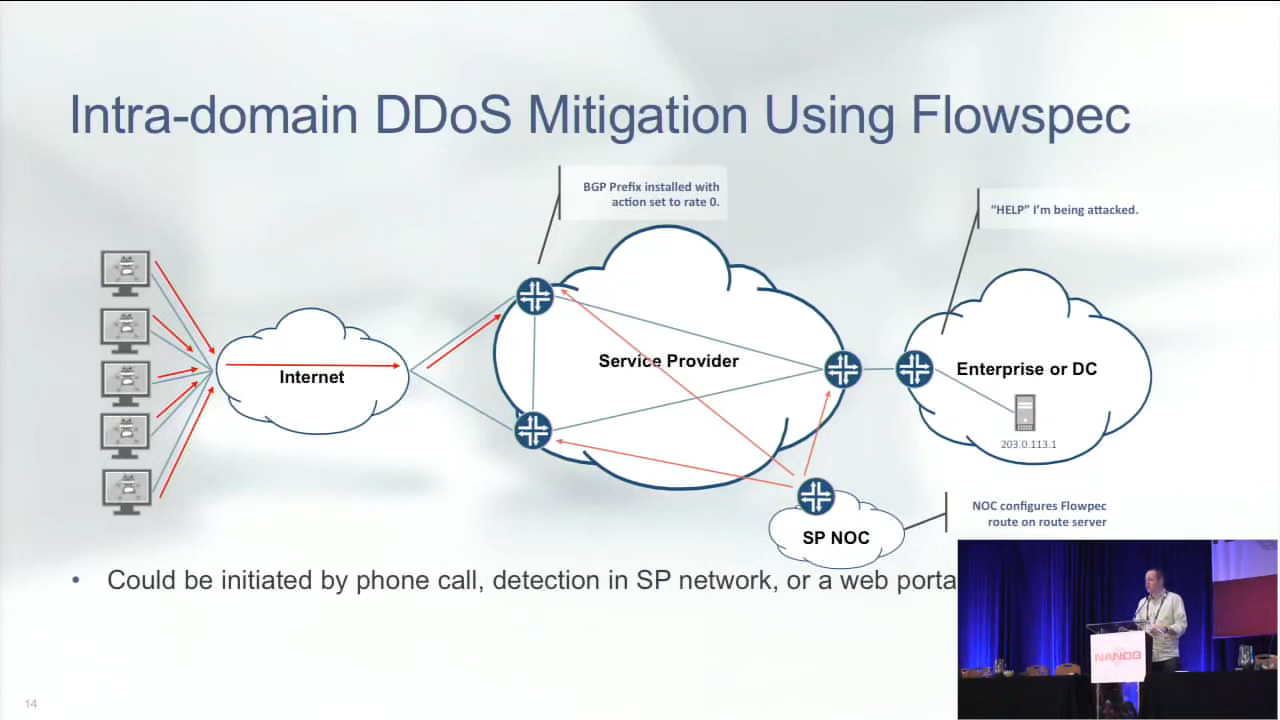 Intra-domain DDoS Mitigation Using Flowspec
BGP Prefix installed with
action set to rate 0.
“HELP” I’m being attacked.
Internet
Service Provider
Enterprise or DC
203.0.113.1
NOC configures Flowpec
route on route server
SP NOC
• Could be initiated by phone call, detection in SP network, or a web porta
NANOG
14